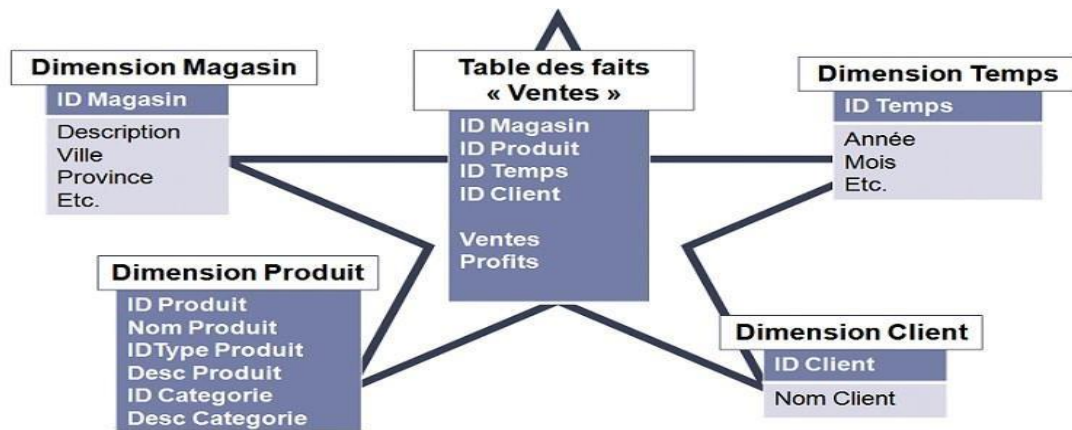 Dimension Magasin
ID Magasin
Description
Ville
Province
Etc.
Table des faits
« Ventes »
ID Magasin
ID Produit
ID Temps
ID Client
Ventes
Profits
Dimension Temps
ID Temps
Année
Mois
Etc.
Dimension Produit
ID Produit
Nom Produit
IDType Produit
Desc Produit
ID Categorie
Desc Categorie
Dimension Client
ID Client
Nom Client